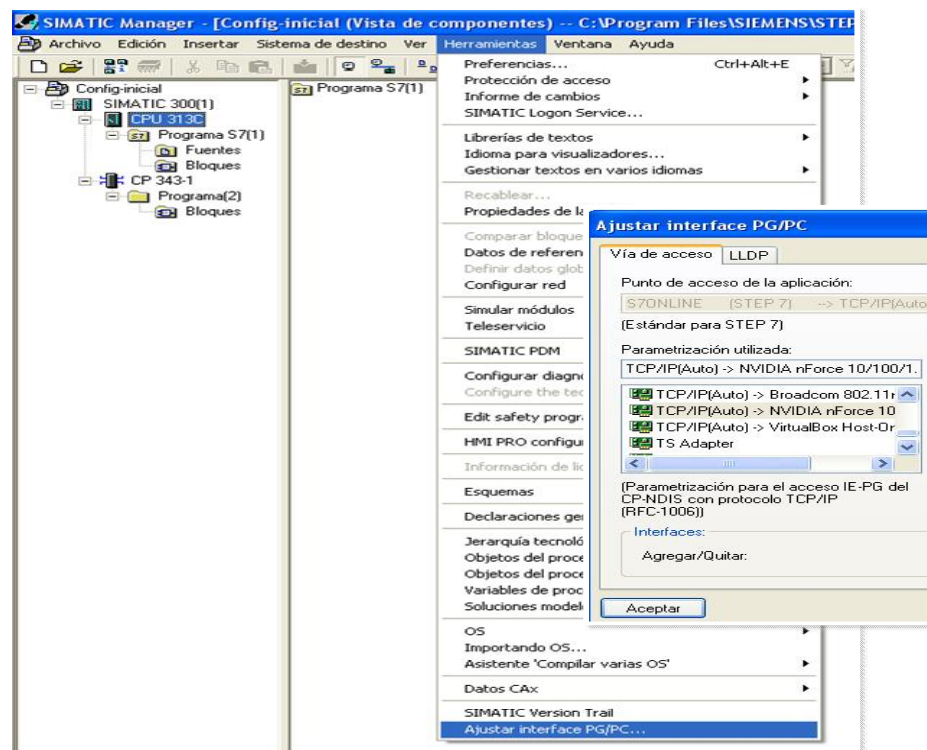 SIMATIC Manager - [Config-inicial (Vista de componentes) -- C:\Program Files\SIEMENS\STEP
Archivo Edición Insertar Sistema de destino Ver Herramientas Ventana Ayuda
Config-inicial
SIMATIC 300(1)
CPU 313C
Programa S7(1)
Fuentes
Bloques
CP 343-1
Programa(2)
Bloques
Programa S7(1)
Preferencias... Ctrl+Alt+E
Protección de acceso
Informe de cambios
SIMATIC Logon Service...
Librerías de textos
Idioma para visualizadores...
Gestionar textos en varios idiomas
Recablear...
Propiedades de la
Comparar bloque
Datos de referen
Definir datos glob
Configurar red
Simular módulos
Teleservicio
SIMATIC PDM
Configurar diagn
Configure the tec
Edit safety progr
HMI PRO configu
Información de lic
Esquemas
Declaraciones ge
Jerarquía tecnoló
Objetos del proce
Objetos del proce
Variables de proc
Soluciones model
OS
Importando OS...
Asistente 'Compilar varias OS'
Datos CAx
SIMATIC Version Trail
Ajustar interface PG/PC...
Ajustar interface PG/PC
Vía de acceso LLDP
Punto de acceso de la aplicación:
S7ONLINE (STEP 7) --> TCP/IP(Auto
(Estándar para STEP 7)
Parametrización utilizada:
TCP/IP(Auto) -> NVIDIA nForce 10/100/1.
TCP/IP(Auto) -> Broadcom 802.11
TCP/IP(Auto) -> NVIDIA nForce 10
TCP/IP(Auto) -> VirtualBox Host-Or
TS Adapter
(Parametrización para el acceso IE-PG del
CP-NDIS con protocolo TCP/IP
(RFC-1006))
Interfaces:
Agregar/Quitar:
Aceptar